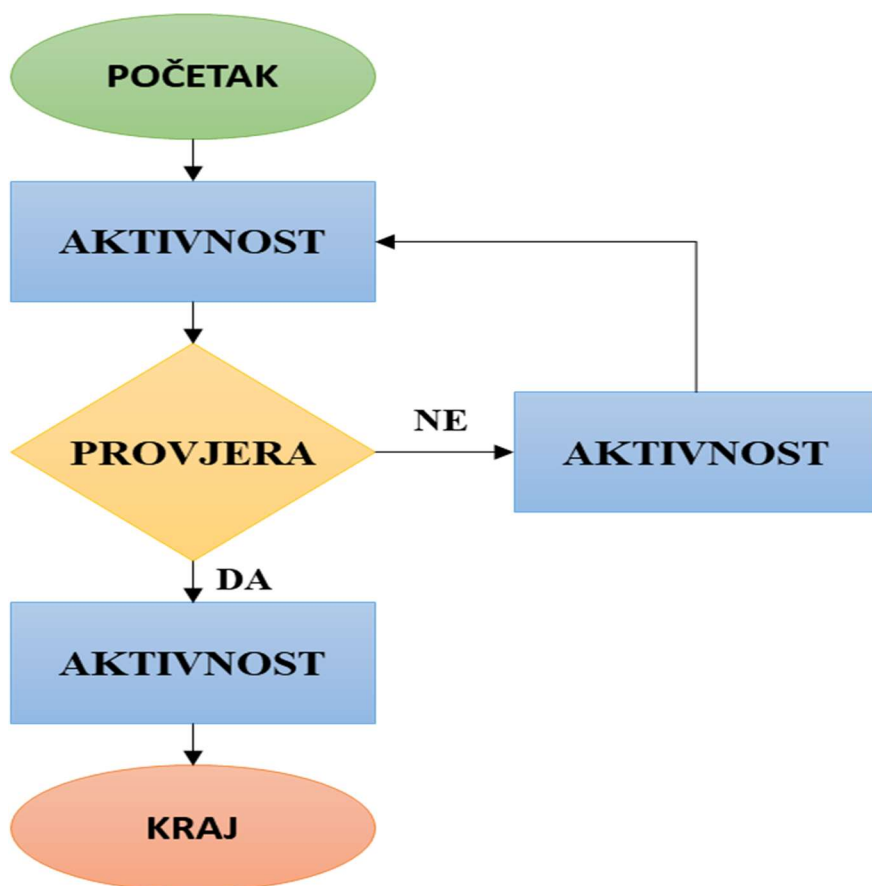 POČETAK
AKTIVNOST
PROVJERA
NE
AKTIVNOST
DA
AKTIVNOST
KRAJ